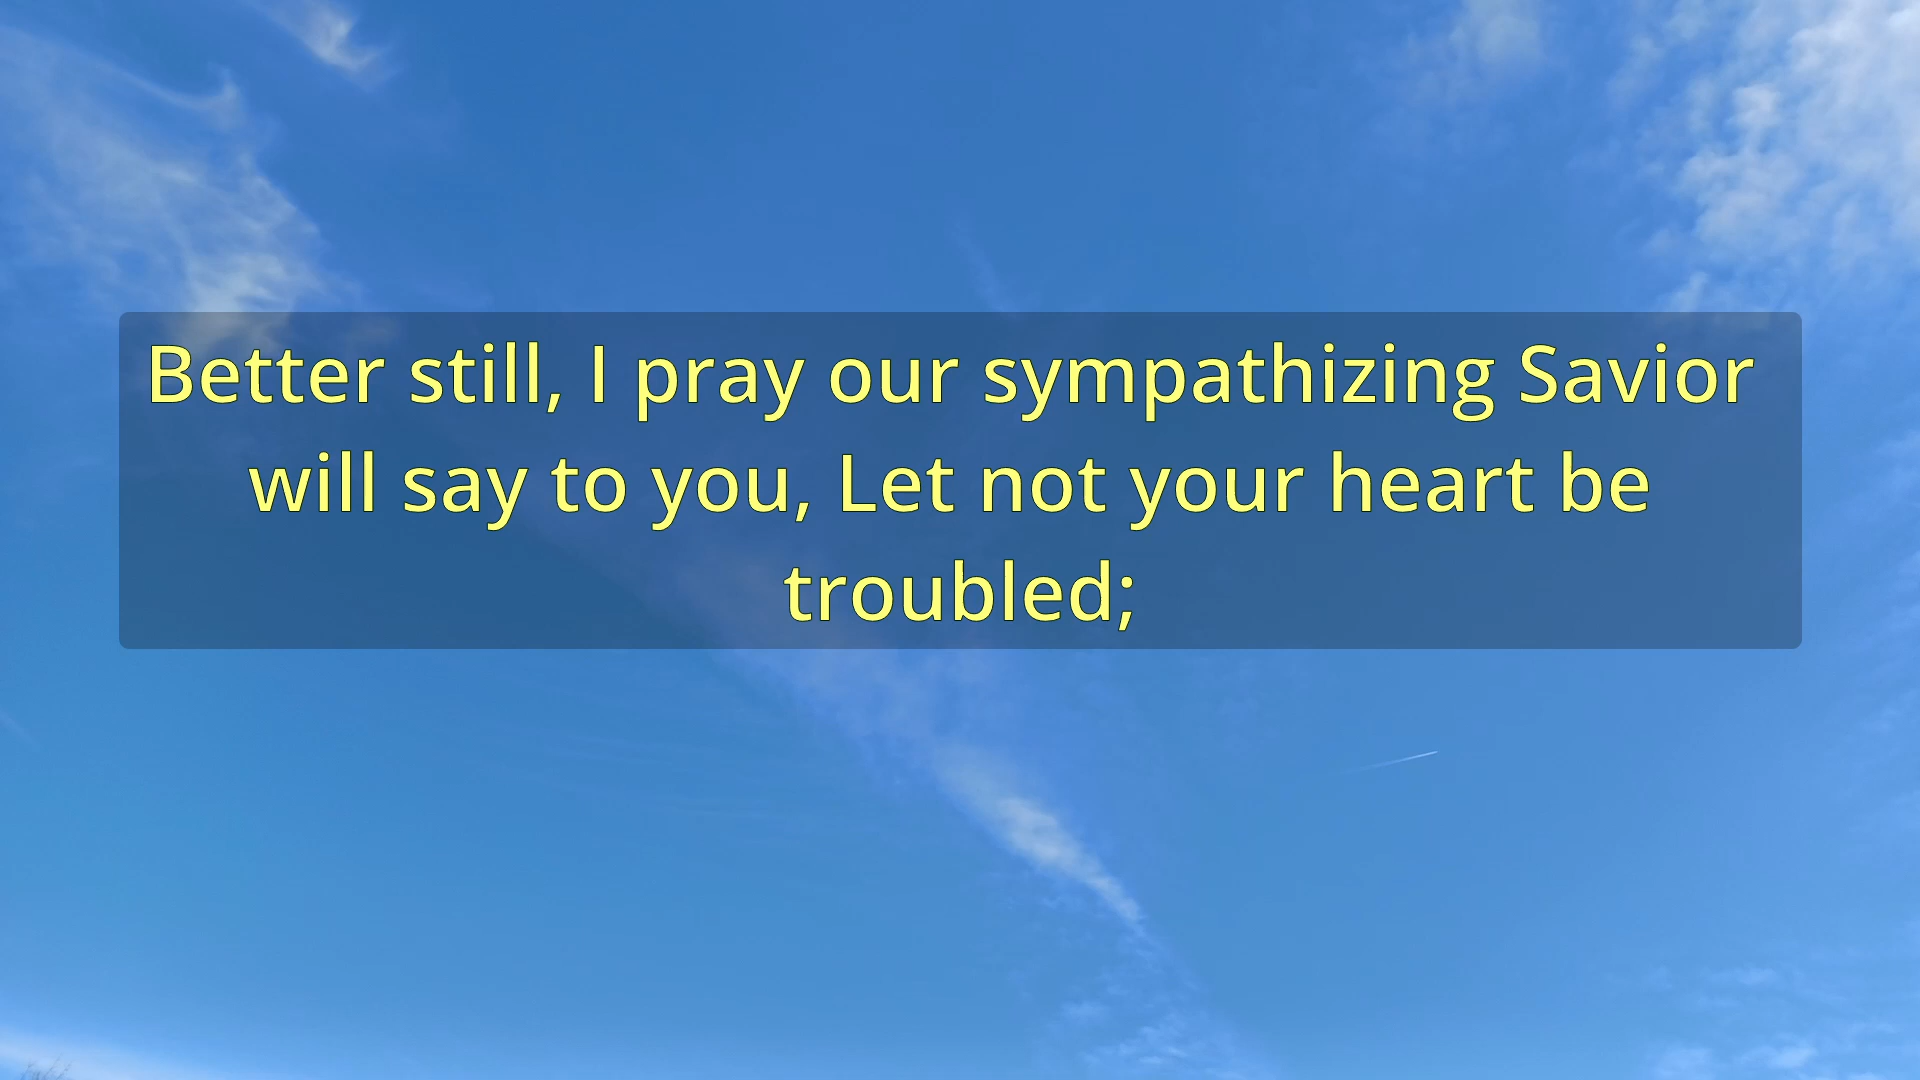 Better still, I pray our sympathizing Savior
will say to you, Let not your heart be
troubled;